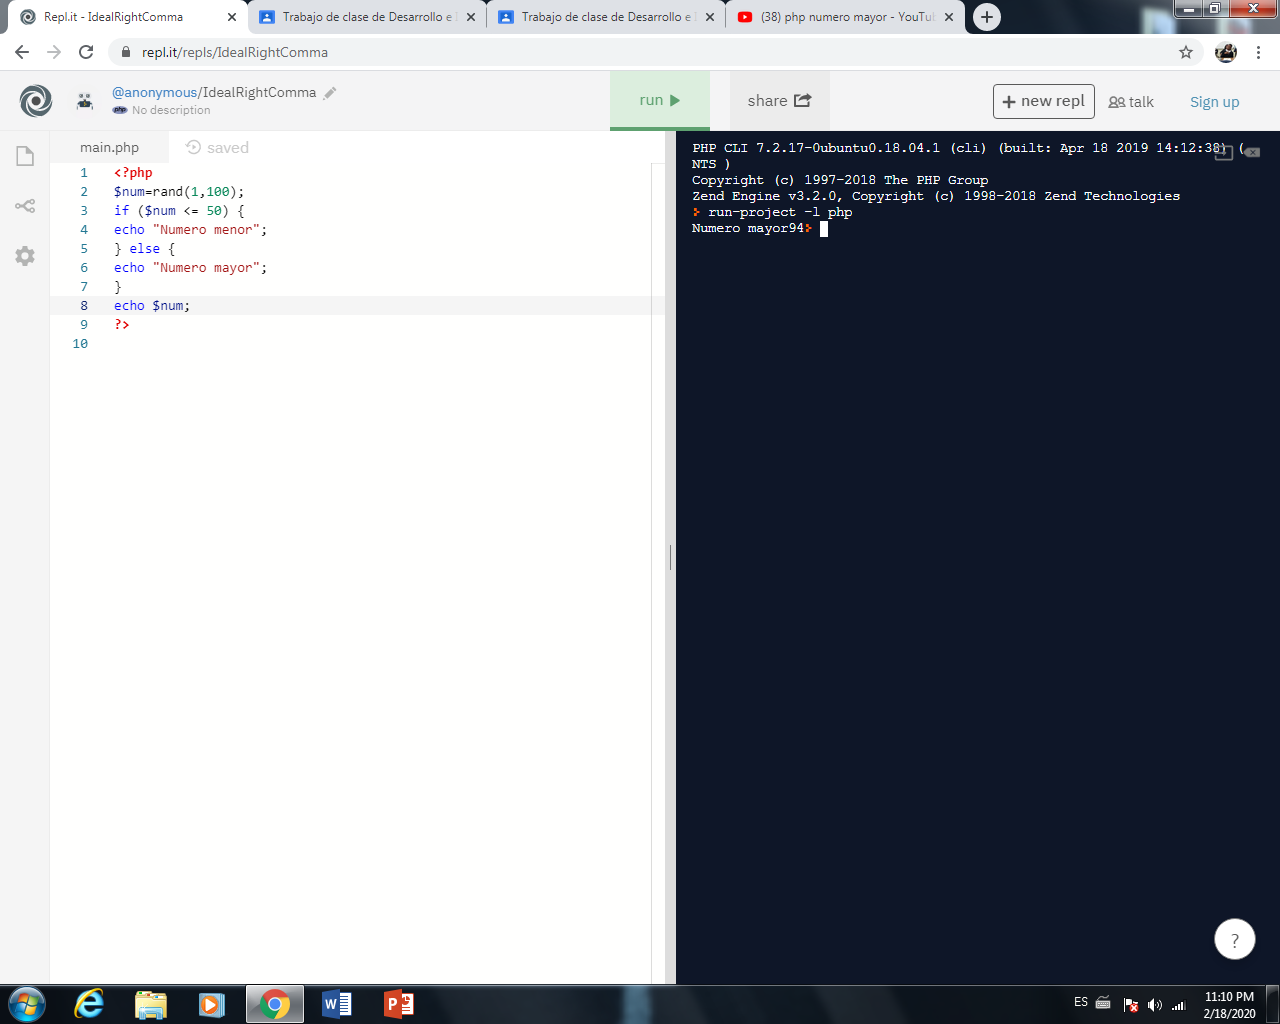 Repl.it - IdealRightComma
Trabajo de clase de Desarrollo e
Trabajo de clase de Desarrollo e
(38) php numero mayor - YouTu
repl.it/repls/IdealRightComma
@anonymous/IdealRightComma
php No description
run
share
+ new repl
talk
Sign up
main.php
saved
1 <?php
2 $num=rand(1,100);
3 if ($num <= 50) {
4 echo "Numero menor";
5 } else {
6 echo "Numero mayor";
7 }
8 echo $num;
9 ?>
10
PHP CLI 7.2.17-0ubuntu0.18.04.1 (cli) (built: Apr 18 2019 14:12:38) (
NTS )
Copyright (c) 1997-2018 The PHP Group
Zend Engine v3.2.0, Copyright (c) 1998-2018 Zend Technologies
> run-project -l php
Numero mayor94>
?
ES
11:10 PM
2/18/2020